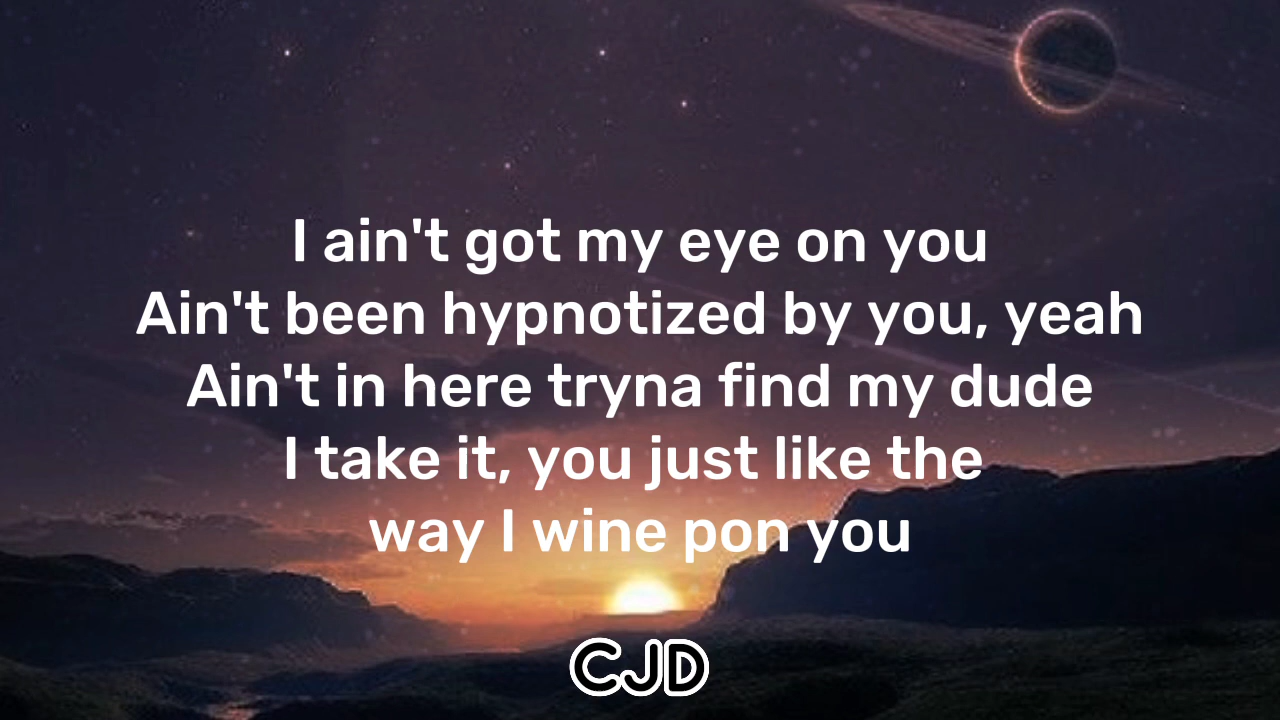 I ain't got my eye on you
Ain't been hypnotized by you, yeah
Ain't in here tryna find my dude
I take it, you just like the
way I wine pon you
CJD